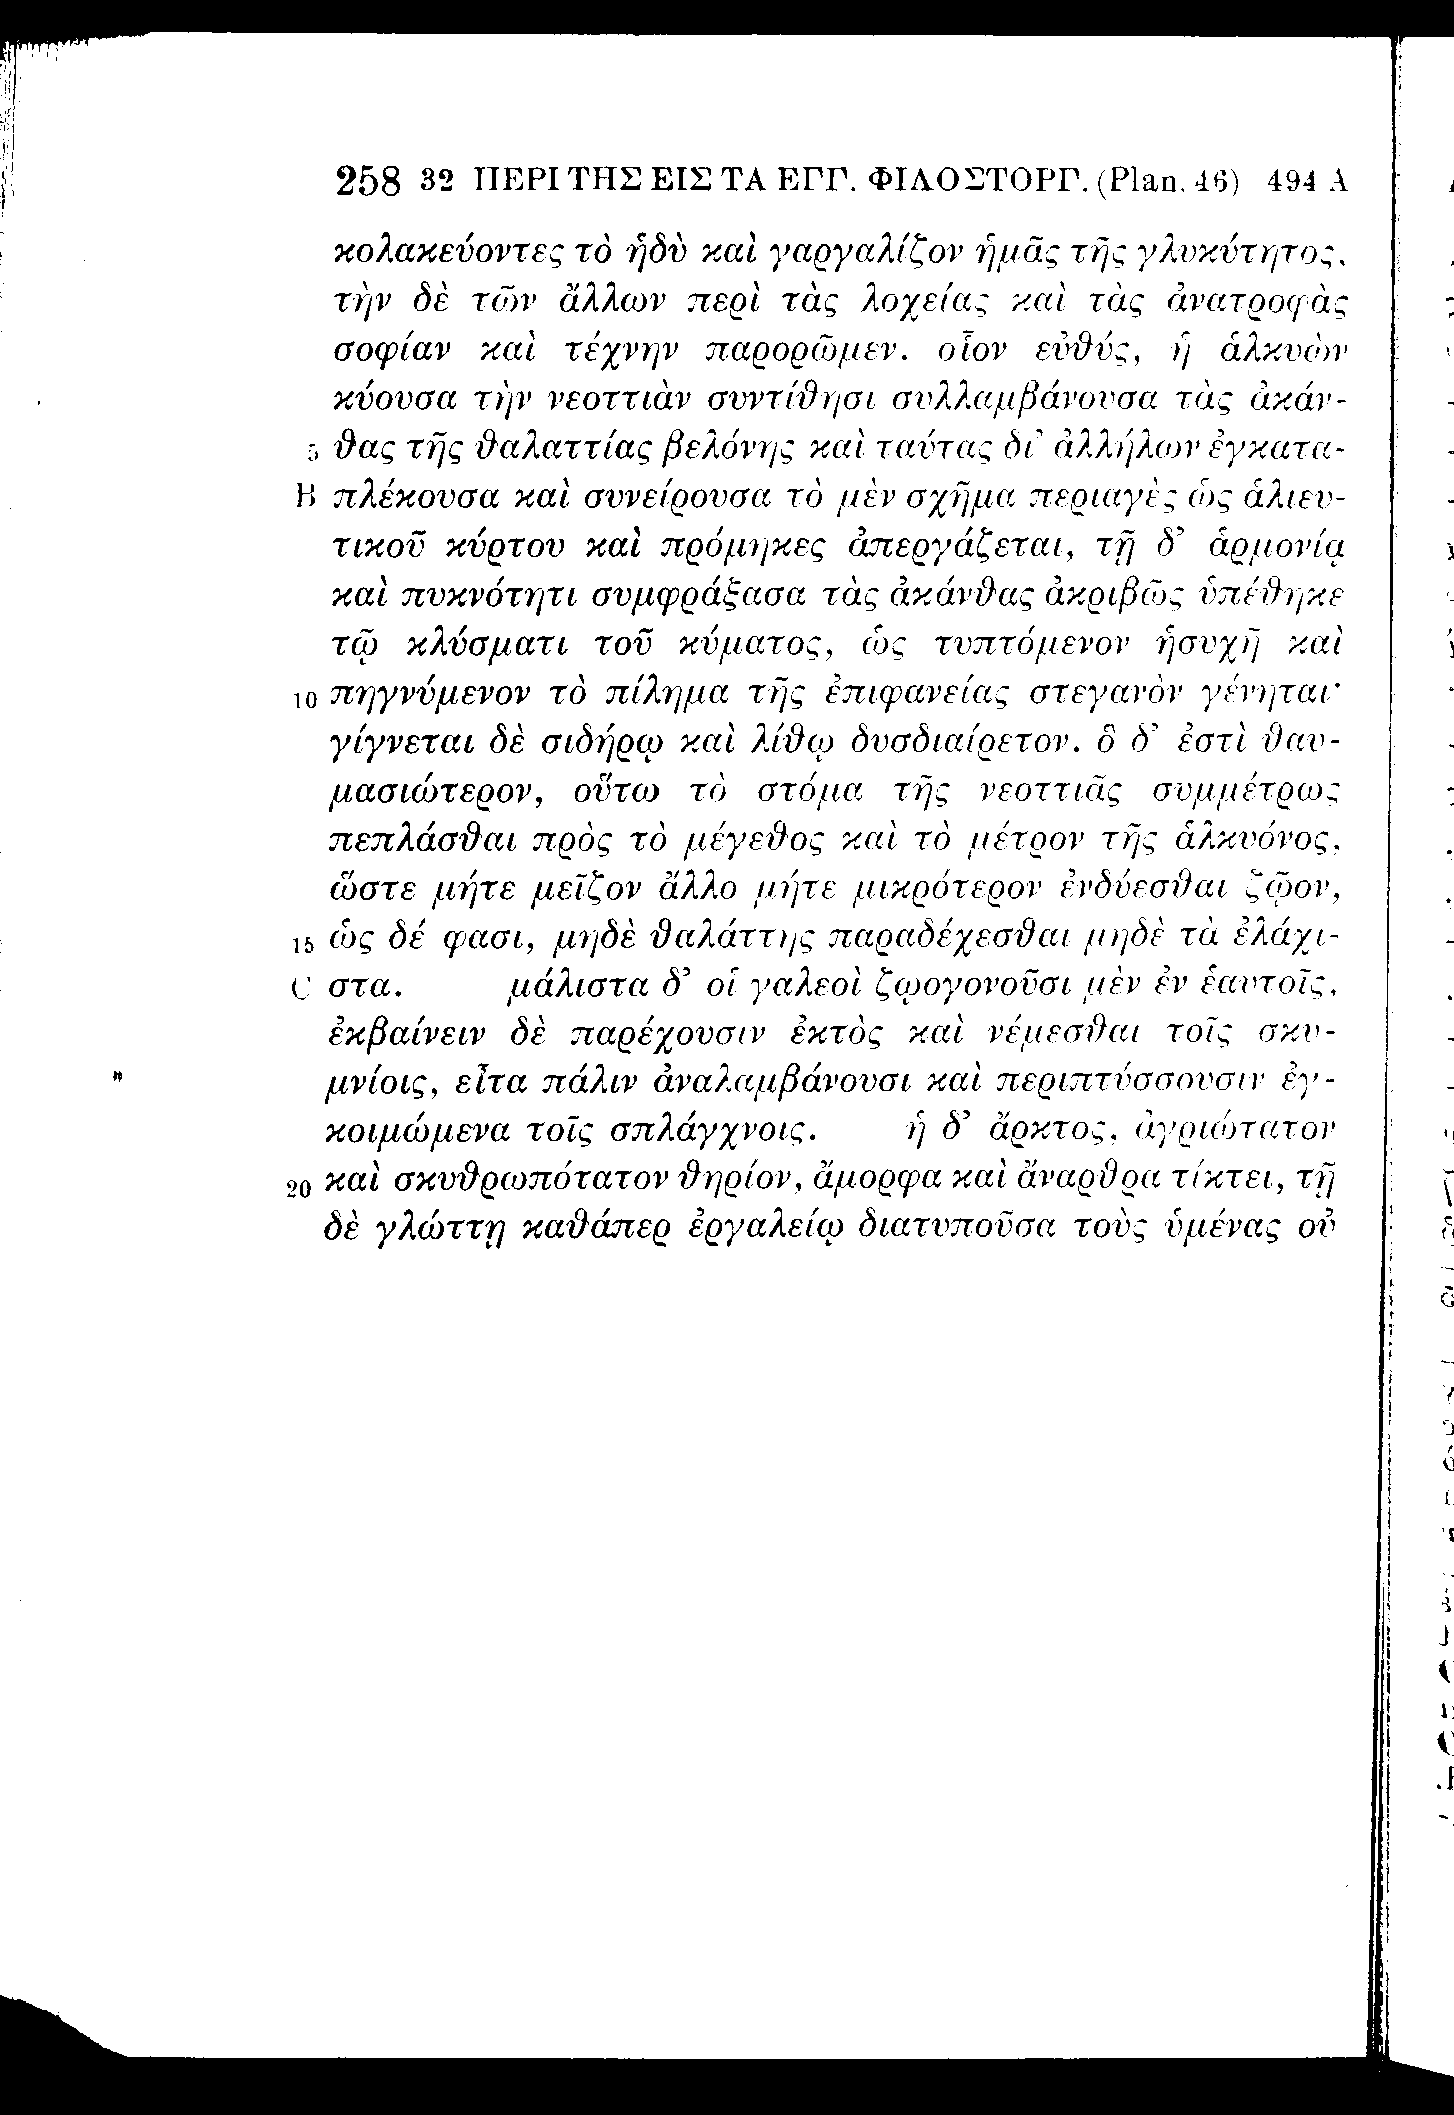 258 32 ΠΕΡΙ ΤΗΣ ΕΙΣ ΤΑ ΕΓΓ. ΦΙΛΟΣΤΟΡΓ. (Plan. 46) 494 A
κολακεύοντες τὸ ἡδὺ καὶ γαργαλίζον ἡμᾶς τῆς γλυκύτητος,
τὴν δὲ τῶν ἄλλων περὶ τὰς λοχείας καὶ τὰς ἀνατροφὰς
σοφίαν καὶ τέχνην παρορῶμεν. οἷον εὐθύς, ἡ ἀλκυὼν
κύουσα τὴν νεοττιὰν συντίθησι συλλαμβάνουσα τὰς ἀκάν-
5 θας τῆς θαλαττίας βελόνης καὶ ταύτας δι' ἀλλήλων ἐγκατα-
B πλέκουσα καὶ συνείρουσα τὸ μὲν σχῆμα περιαγὲς ὡς ἁλιευ-
τικοῦ κύρτου καὶ πρόμηκες ἀπεργάζεται, τῇ δ' ἁρμονίᾳ
καὶ πυκνότητι συμφράξασα τὰς ἀκάνθας ἀκριβῶς ὑπέθηκε
τῷ κλύσματι τοῦ κύματος, ὡς τυπτόμενον ἡσυχῆ καὶ
10 πηγνύμενον τὸ πίλημα τῆς ἐπιφανείας στεγανὸν γένηται·
γίγνεται δὲ σιδήρῳ καὶ λίθῳ δυσδιαίρετον. ὃ δ' ἐστὶ θαυ-
μασιώτερον, οὕτω τὸ στόμα τῆς νεοττιᾶς συμμέτρως
πεπλάσθαι πρὸς τὸ μέγεθος καὶ τὸ μέτρον τῆς ἀλκυόνος,
ὥστε μήτε μεῖζον ἄλλο μήτε μικρότερον ἐνδύεσθαι ζῷον,
15 ὡς δέ φασι, μηδὲ θαλάττης παραδέχεσθαι μηδὲ τὰ ἐλάχι-
C στα. μάλιστα δ' οἱ γαλεοὶ ζῳογονοῦσι μὲν ἐν ἑαυτοῖς,
ἐκβαίνειν δὲ παρέχουσιν ἐκτὸς καὶ νέμεσθαι τοῖς σκυ-
μνίοις, εἶτα πάλιν ἀναλαμβάνουσι καὶ περιπτύσσουσιν ἐγ-
κοιμώμενα τοῖς σπλάγχνοις. ἡ δ' ἄρκτος, ἀγριώτατον
20 καὶ σκυθρωπότατον θηρίον, ἄμορφα καὶ ἄναρθρα τίκτει, τῇ
δὲ γλώττῃ καθάπερ ἐργαλείῳ διατυποῦσα τοὺς ὑμένας οὐ